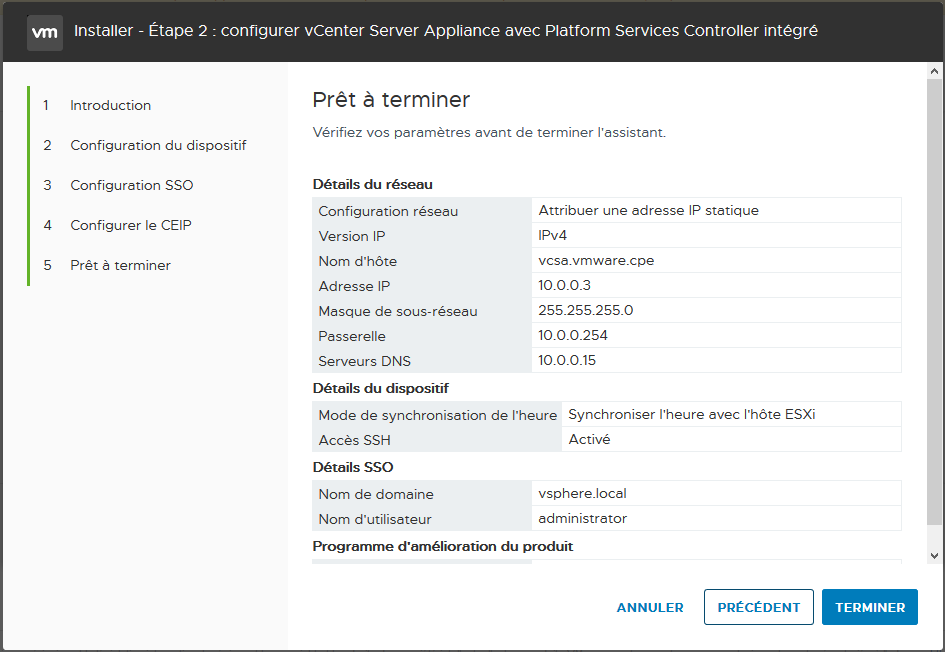 vm Installer - Étape 2 : configurer vCenter Server Appliance avec Platform Services Controller intégré
1 Introduction
2 Configuration du dispositif
3 Configuration SSO
4 Configurer le CEIP
5 Prêt à terminer
Prêt à terminer
Vérifiez vos paramètres avant de terminer l'assistant.
Détails du réseau
Configuration réseau Attribuer une adresse IP statique
Version IP IPv4
Nom d'hôte vcsa.vmware.cpe
Adresse IP 10.0.0.3
Masque de sous-réseau 255.255.255.0
Passerelle 10.0.0.254
Serveurs DNS 10.0.0.15
Détails du dispositif
Mode de synchronisation de l'heure Synchroniser l'heure avec l'hôte ESXi
Accès SSH Activé
Détails SSO
Nom de domaine vsphere.local
Nom d'utilisateur administrator
Programme d'amélioration du produit
ANNULER PRÉCÉDENT TERMINER